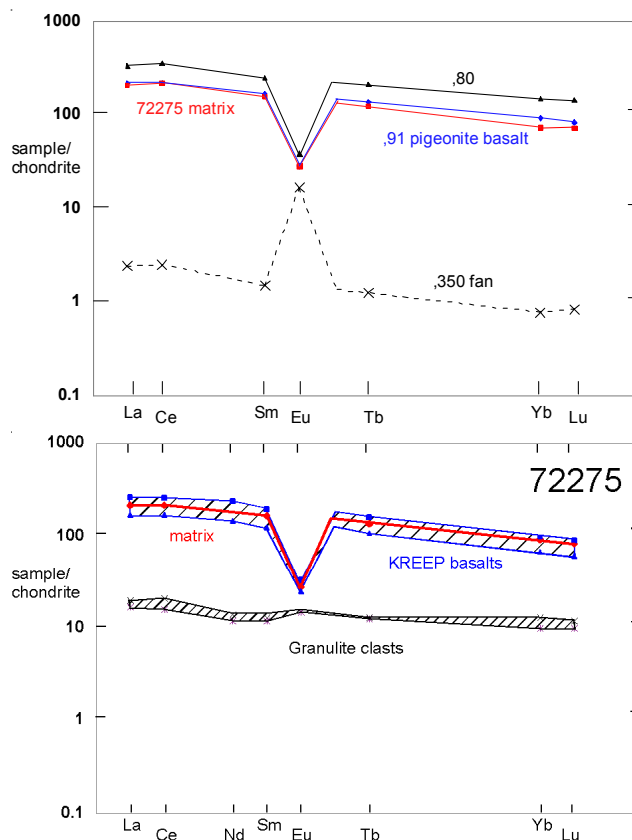 1000
,80
100
72275 matrix
,91 pigeonite basalt
sample/
chondrite
10
,350 fan
1
0.1
La Ce Sm Eu Tb Yb Lu
1000
72275
100
matrix
KREEP basalts
sample/
chondrite
10
Granulite clasts
1
0.1
La Ce Nd Sm Eu Tb Yb Lu